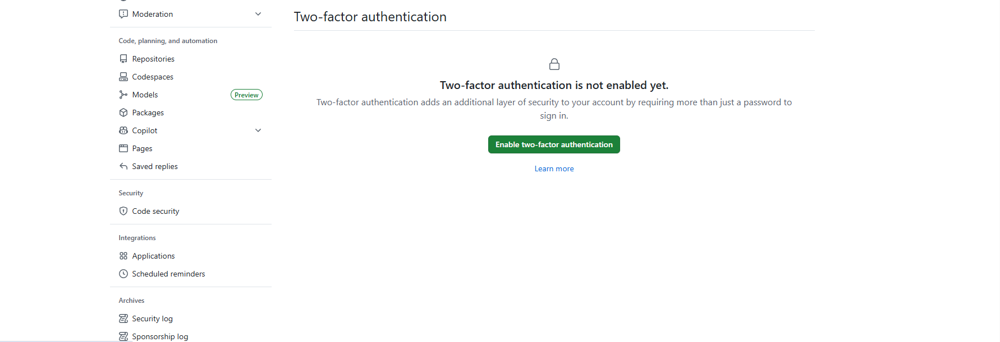 Moderation
Code, planning, and automation
Repositories
Codespaces
Models
Preview
Packages
Copilot
Pages
Saved replies
Security
Code security
Integrations
Applications
Scheduled reminders
Archives
Security log
Sponsorship log
Two-factor authentication
Two-factor authentication is not enabled yet.
Two-factor authentication adds an additional layer of security to your account by requiring more than just a password to
sign in.
Enable two-factor authentication
Learn more